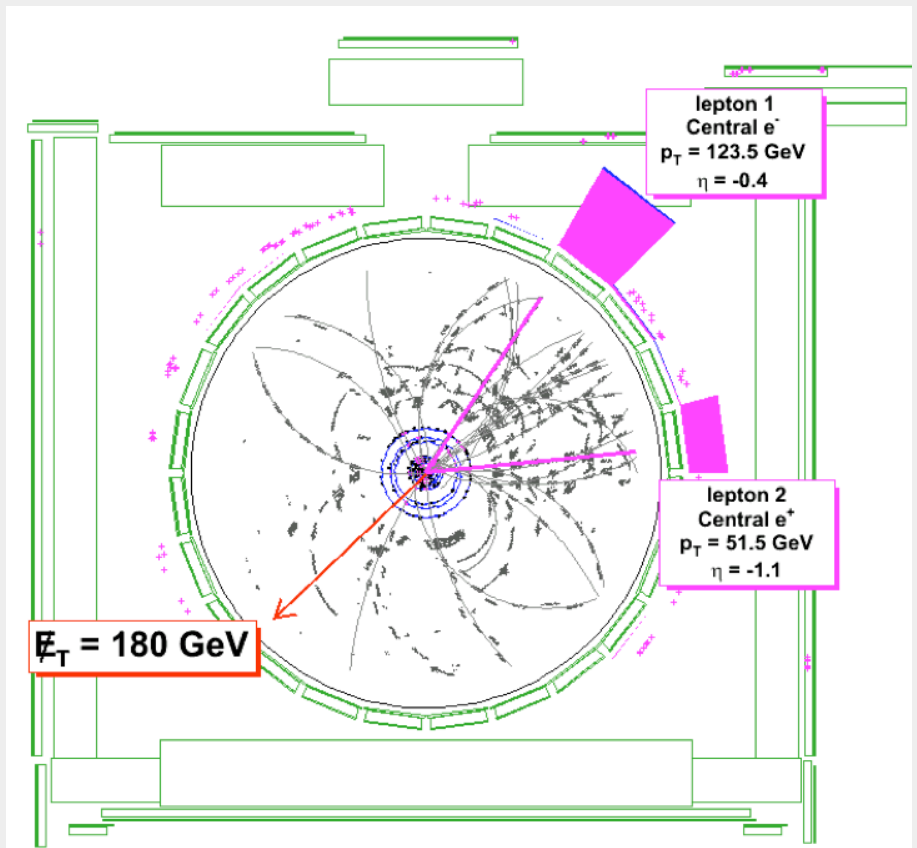 lepton 1
Central e⁻
p_T = 123.5 GeV
η = -0.4
lepton 2
Central e⁺
p_T = 51.5 GeV
η = -1.1
E̸_T = 180 GeV